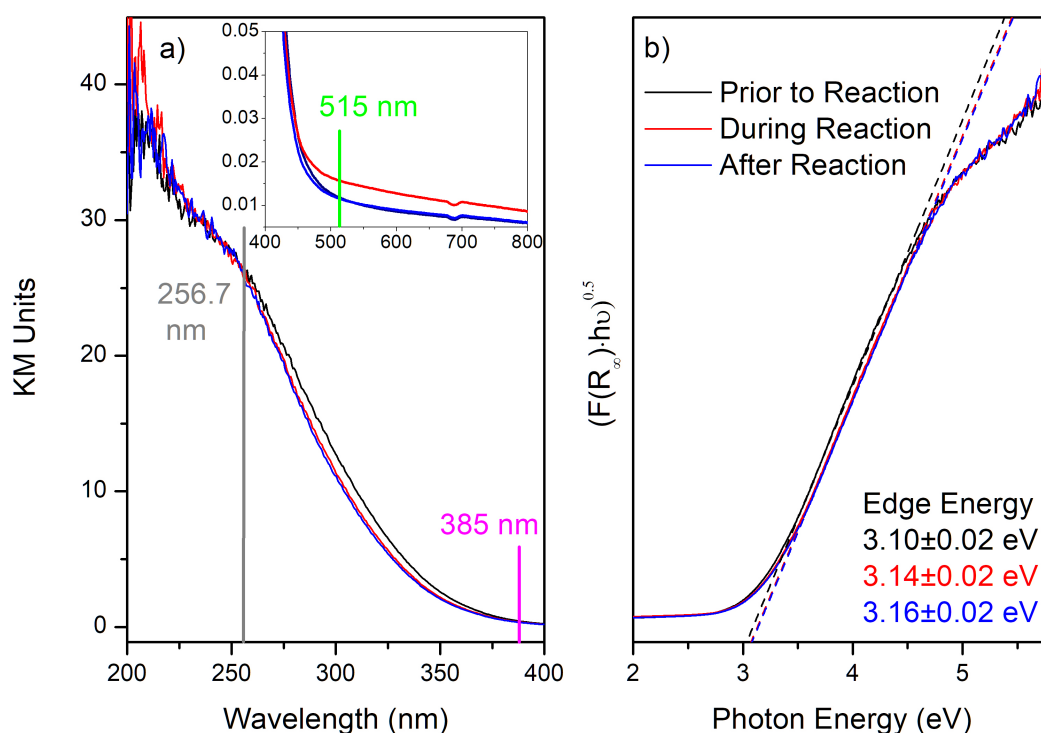 a)
KM Units
40
30
20
10
0
200
250
300
350
400
Wavelength (nm)
256.7
nm
385 nm
0.05
0.04
0.03
0.02
0.01
400
500
600
700
800
515 nm
b)
Prior to Reaction
During Reaction
After Reaction
(F(R∞)·hυ)^0.5
Edge Energy
3.10±0.02 eV
3.14±0.02 eV
3.16±0.02 eV
2
3
4
5
Photon Energy (eV)